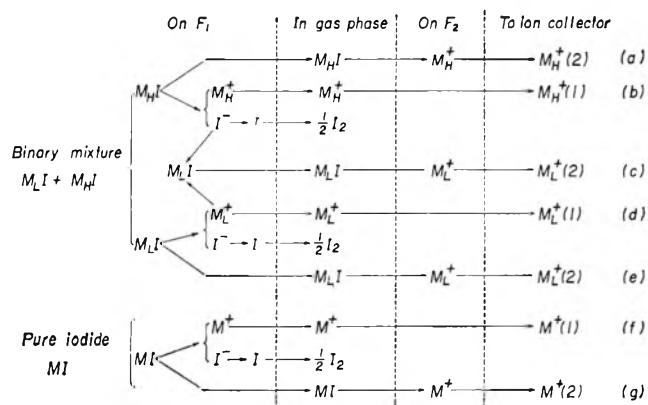 On F₁ In gas phase On F₂ To ion collector
M_HI M_H⁺ M_H⁺(2) (a)
M_HI M_H⁺ M_H⁺ M_H⁺(1) (b)
I⁻ I ½ I₂
Binary mixture
M_LI + M_HI
M_LI M_LI M_L⁺ M_L⁺(2) (c)
M_L⁺ M_L⁺ M_L⁺(1) (d)
M_LI I⁻ I ½ I₂
M_LI M_L⁺ M_L⁺(2) (e)
Pure iodide
MI
M⁺ M⁺ M⁺(1) (f)
MI I⁻ I ½ I₂
MI M⁺ M⁺(2) (g)